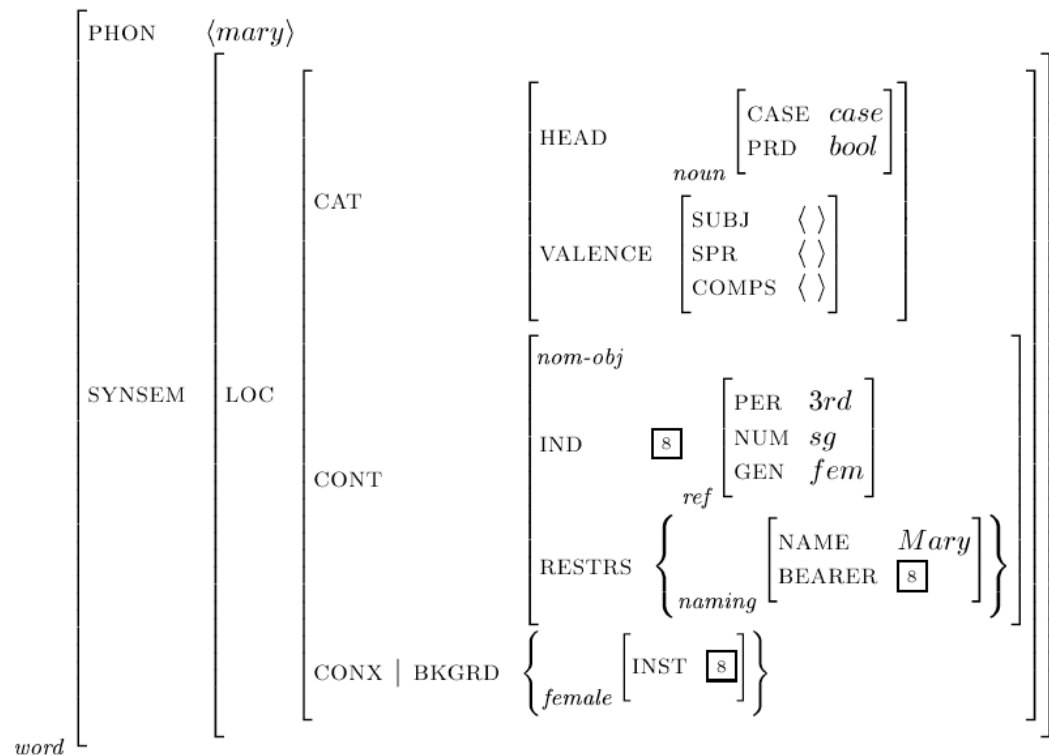 PHON ⟨mary⟩
CASE case
HEAD
PRD bool
noun
CAT
SUBJ ⟨ ⟩
VALENCE SPR ⟨ ⟩
COMPS ⟨ ⟩
nom-obj
SYNSEM LOC
PER 3rd
IND 8 NUM sg
GEN fem
CONT
ref
NAME Mary
RESTRS
BEARER 8
naming
CONX | BKGRD { INST 8 }
female
word